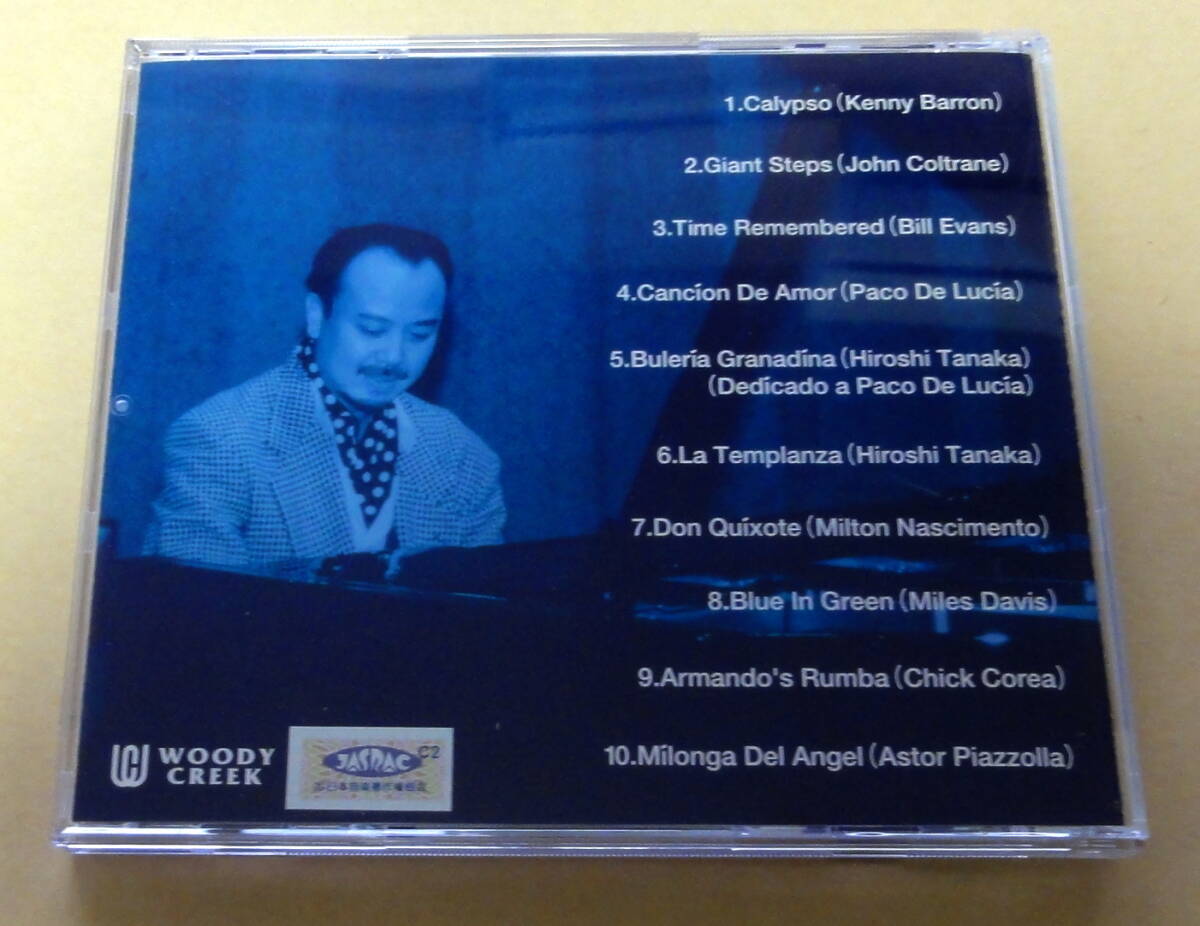 1.Calypso(Kenny Barron)
2.Giant Steps(John Coltrane)
3.Time Remembered(Bill Evans)
4.Cancíon De Amor(Paco De Lucía)
5.Bulería Granadína(Hiroshi Tanaka)
(Dedícado a Paco De Lucía)
6.La Templanza(Hiroshi Tanaka)
7.Don Quíxote(Milton Nascimento)
8.Blue In Green(Miles Davis)
9.Armando's Rumba(Chick Corea)
10.Mílonga Del Angel(Astor Piazzolla)
WOODY
CREEK
JASRAC C2